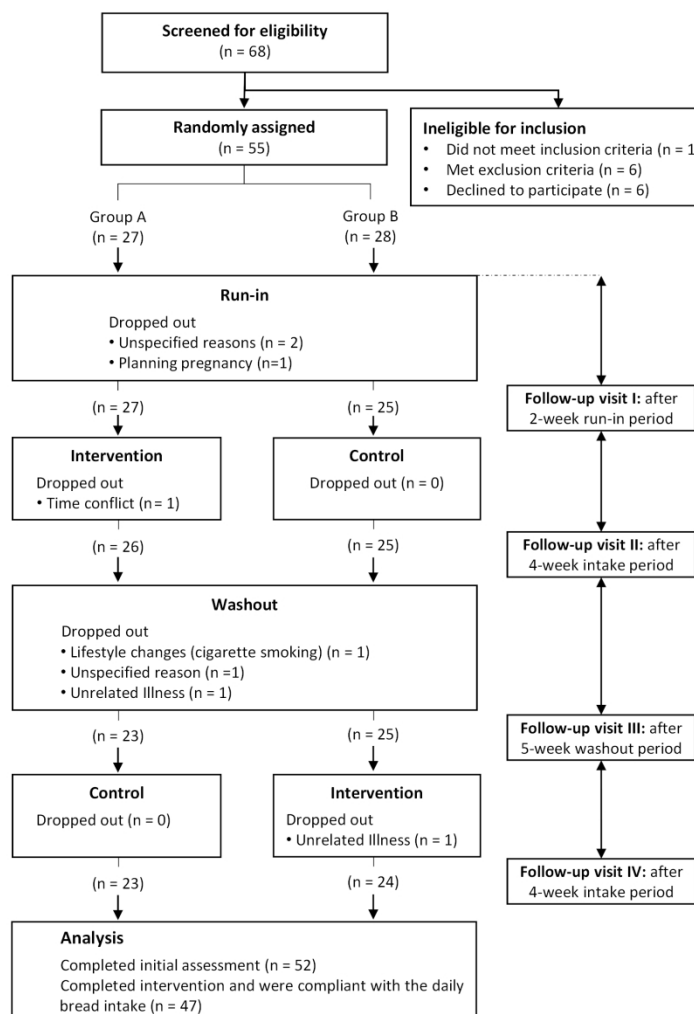 Screened for eligibility
(n = 68)
Randomly assigned
(n = 55)
Ineligible for inclusion
• Did not meet inclusion criteria (n = 1
• Met exclusion criteria (n = 6)
• Declined to participate (n = 6)
Group A
(n = 27)
Group B
(n = 28)
Run-in
Dropped out
• Unspecified reasons (n = 2)
• Planning pregnancy (n=1)
(n = 27)
(n = 25)
Follow-up visit I: after
2-week run-in period
Intervention
Dropped out
• Time conflict (n = 1)
Control
Dropped out (n = 0)
(n = 26)
(n = 25)
Follow-up visit II: after
4-week intake period
Washout
Dropped out
• Lifestyle changes (cigarette smoking) (n = 1)
• Unspecified reason (n =1)
• Unrelated Illness (n = 1)
(n = 23)
(n = 25)
Follow-up visit III: after
5-week washout period
Control
Dropped out (n = 0)
Intervention
Dropped out
• Unrelated Illness (n = 1)
(n = 23)
(n = 24)
Follow-up visit IV: after
4-week intake period
Analysis
Completed initial assessment (n = 52)
Completed intervention and were compliant with the daily
bread intake (n = 47)